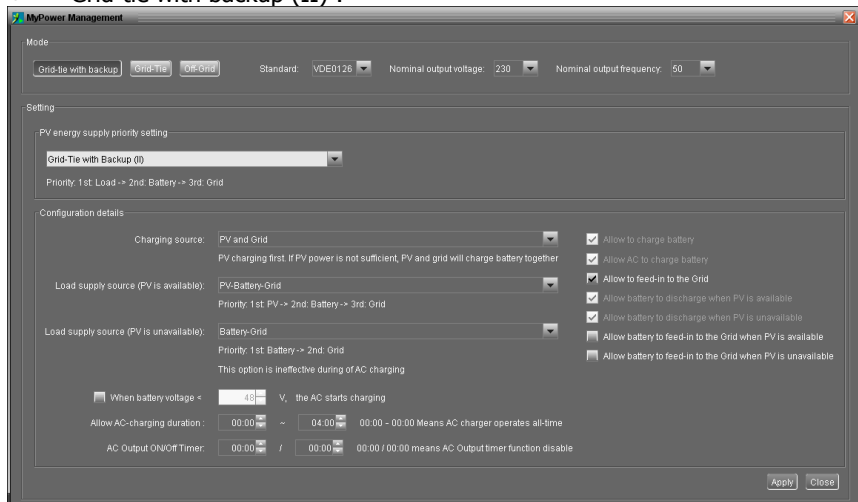 Grid-tie with backup (II) :
MyPower Management
Mode
Grid-tie with backup Grid-Tie Off-Grid Standard: VDE0126 Nominal output voltage: 230 Nominal output frequency: 50
Setting
PV energy supply priority setting
Grid-Tie with Backup (II)
Priority: 1st: Load -> 2nd: Battery -> 3rd: Grid
Configuration details
Charging source: PV and Grid
PV charging first. If PV power is not sufficient, PV and grid will charge battery together
Load supply source (PV is available): PV-Battery-Grid
Priority: 1st: PV -> 2nd: Battery -> 3rd: Grid
Load supply source (PV is unavailable): Battery-Grid
Priority: 1st: Battery -> 2nd: Grid
This option is ineffective during of AC charging
When battery voltage < 48 V, the AC starts charging
Allow AC-charging duration : 00:00 ~ 04:00 00:00 - 00:00 Means AC charger operates all-time
AC Output ON/Off Timer: 00:00 / 00:00 00:00 / 00:00 means AC Output timer function disable
Allow to charge battery
Allow AC to charge battery
Allow to feed-in to the Grid
Allow battery to discharge when PV is available
Allow battery to discharge when PV is unavailable
Allow battery to feed-in to the Grid when PV is available
Allow battery to feed-in to the Grid when PV is unavailable
Apply Close